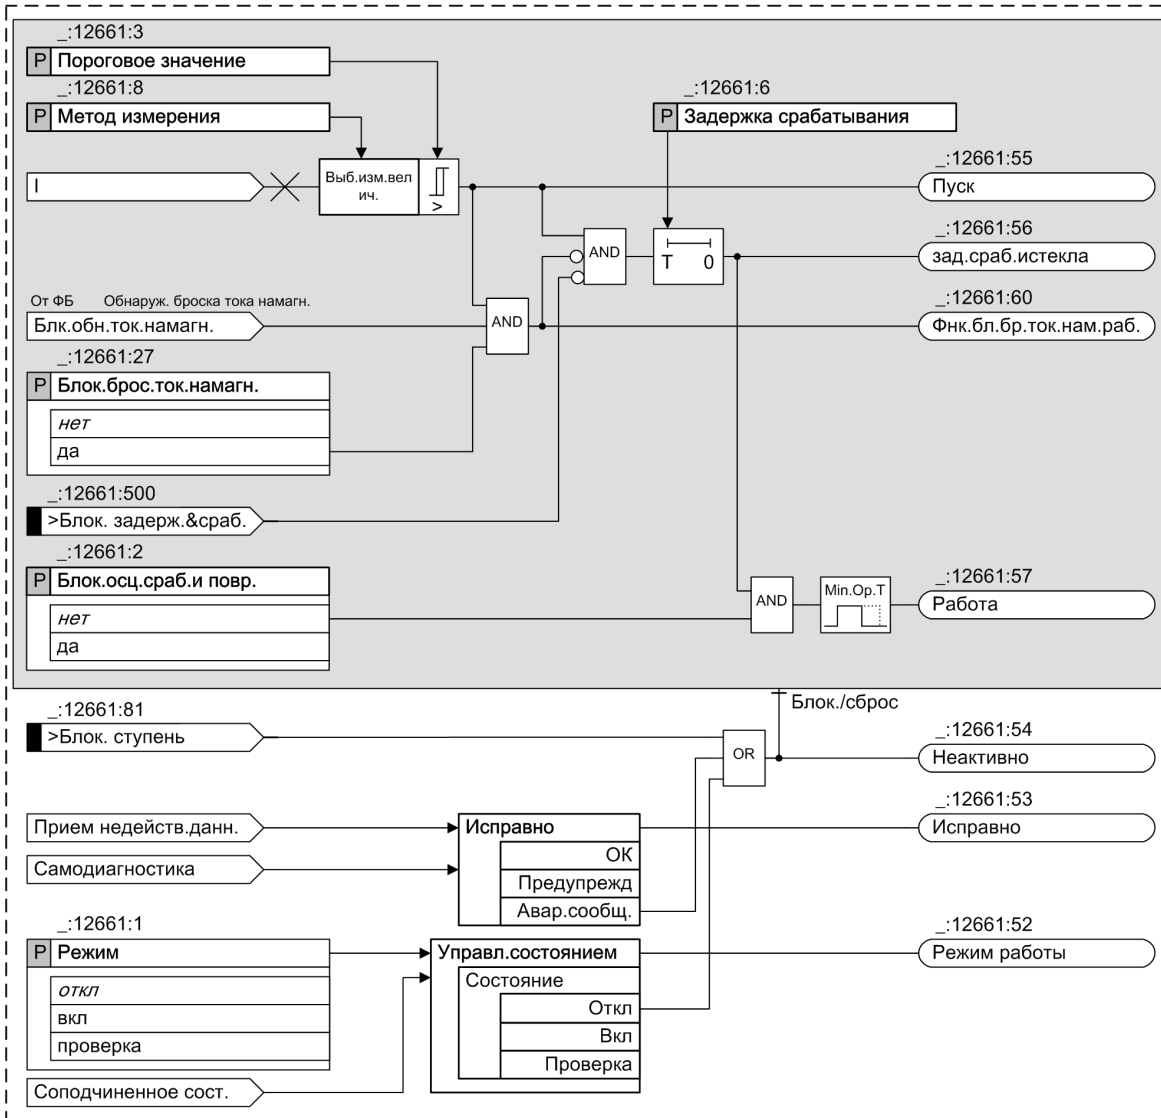 _:12661:3
P Пороговое значение
_:12661:8
P Метод измерения
_:12661:6
P Задержка срабатывания
I
Выб.изм.вел
ич.
>
_:12661:55
Пуск
AND
T 0
_:12661:56
зад.сраб.истекла
От ФБ Обнаруж. броска тока намагн.
Блк.обн.ток.намагн.
AND
_:12661:60
Фнк.бл.бр.ток.нам.раб.
_:12661:27
P Блок.брос.ток.намагн.
нет
да
_:12661:500
>Блок. задерж.&сраб.
_:12661:2
P Блок.осц.сраб.и повр.
нет
да
AND
Min.Op.T
_:12661:57
Работа
Блок./сброс
_:12661:81
>Блок. ступень
OR
_:12661:54
Неактивно
Прием недейств.данн.
Самодиагностика
Исправно
ОК
Предупрежд
Авар.сообщ.
_:12661:53
Исправно
_:12661:1
P Режим
откл
вкл
проверка
Соподчиненное сост.
Управл.состоянием
Состояние
Откл
Вкл
Проверка
_:12661:52
Режим работы